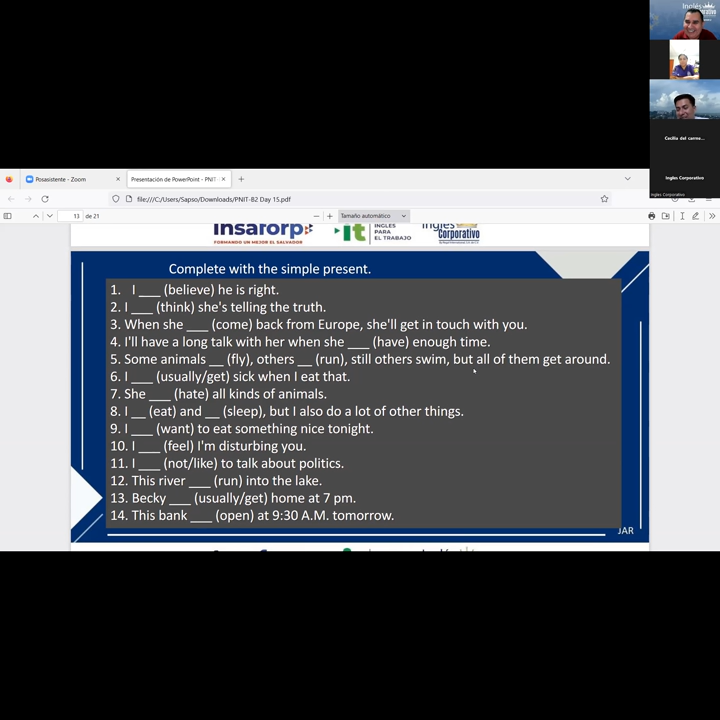 Inglés
Cecilia del carme...
Ingles Corporativo
Ingles Corporativo
Posasistente - Zoom
Presentación de PowerPoint - PNIT
file:///C:/Users/Sapso/Downloads/PNIT-B2 Day 15.pdf
13 de 21
Tamaño automático
insaforp
FORMANDO UN MEJOR EL SALVADOR
it
INGLÉS
PARA
EL TRABAJO
Inglés
Corporativo
Complete with the simple present.
1. I ___ (believe) he is right.
2. I ___ (think) she's telling the truth.
3. When she ___ (come) back from Europe, she'll get in touch with you.
4. I'll have a long talk with her when she ___ (have) enough time.
5. Some animals __ (fly), others __ (run), still others swim, but all of them get around.
6. I ___ (usually/get) sick when I eat that.
7. She ___ (hate) all kinds of animals.
8. I __ (eat) and __ (sleep), but I also do a lot of other things.
9. I ___ (want) to eat something nice tonight.
10. I ___ (feel) I'm disturbing you.
11. I ___ (not/like) to talk about politics.
12. This river ___ (run) into the lake.
13. Becky ___ (usually/get) home at 7 pm.
14. This bank ___ (open) at 9:30 A.M. tomorrow.
JAR